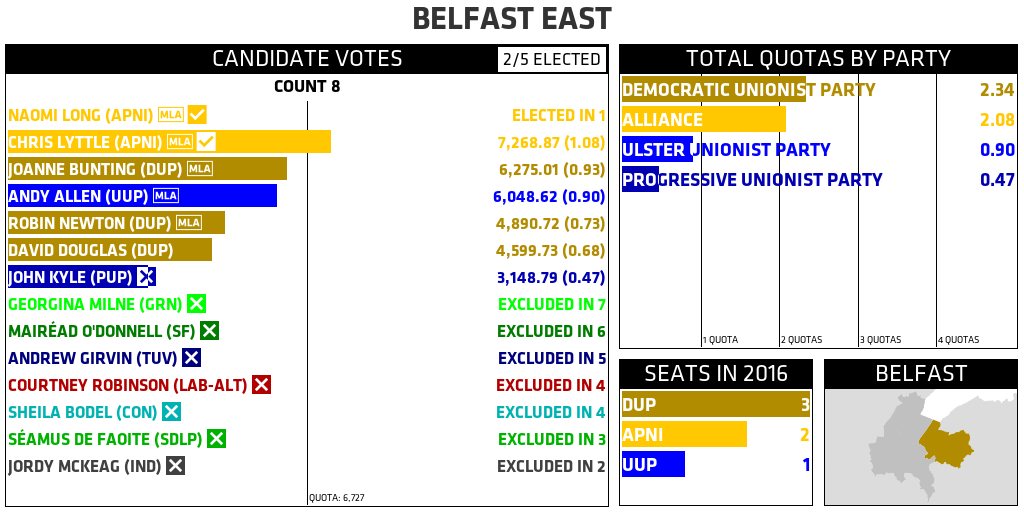 BELFAST EAST
CANDIDATE VOTES
2/5 ELECTED
COUNT 8
NAOMI LONG (APNI) MLA ELECTED IN 1
CHRIS LYTTLE (APNI) MLA 7,268.87 (1.08)
JOANNE BUNTING (DUP) MLA 6,275.01 (0.93)
ANDY ALLEN (UUP) MLA 6,048.62 (0.90)
ROBIN NEWTON (DUP) MLA 4,890.72 (0.73)
DAVID DOUGLAS (DUP) 4,599.73 (0.68)
JOHN KYLE (PUP) 3,148.79 (0.47)
GEORGINA MILNE (GRN) EXCLUDED IN 7
MAIRÉAD O'DONNELL (SF) EXCLUDED IN 6
ANDREW GIRVIN (TUV) EXCLUDED IN 5
COURTNEY ROBINSON (LAB-ALT) EXCLUDED IN 4
SHEILA BODEL (CON) EXCLUDED IN 4
SÉAMUS DE FAOITE (SDLP) EXCLUDED IN 3
JORDY MCKEAG (IND) EXCLUDED IN 2
QUOTA: 6,727
TOTAL QUOTAS BY PARTY
DEMOCRATIC UNIONIST PARTY 2.34
ALLIANCE 2.08
ULSTER UNIONIST PARTY 0.90
PROGRESSIVE UNIONIST PARTY 0.47
1 QUOTA 2 QUOTAS 3 QUOTAS 4 QUOTAS
SEATS IN 2016
DUP 3
APNI 2
UUP 1
BELFAST